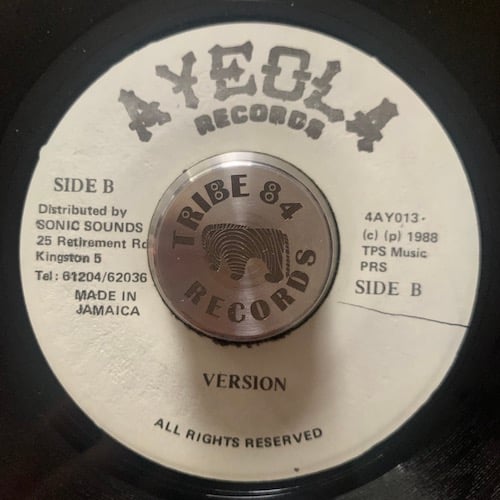 AYEOLA
RECORDS
SIDE B
Distributed by
SONIC SOUNDS
25 Retirement Rd
Kingston 5
Tel: 61204/62036
MADE IN
JAMAICA
TRIBE 84
RECORDS
4AY013-
(c) (p) 1988
TPS Music
PRS
SIDE B
VERSION
ALL RIGHTS RESERVED